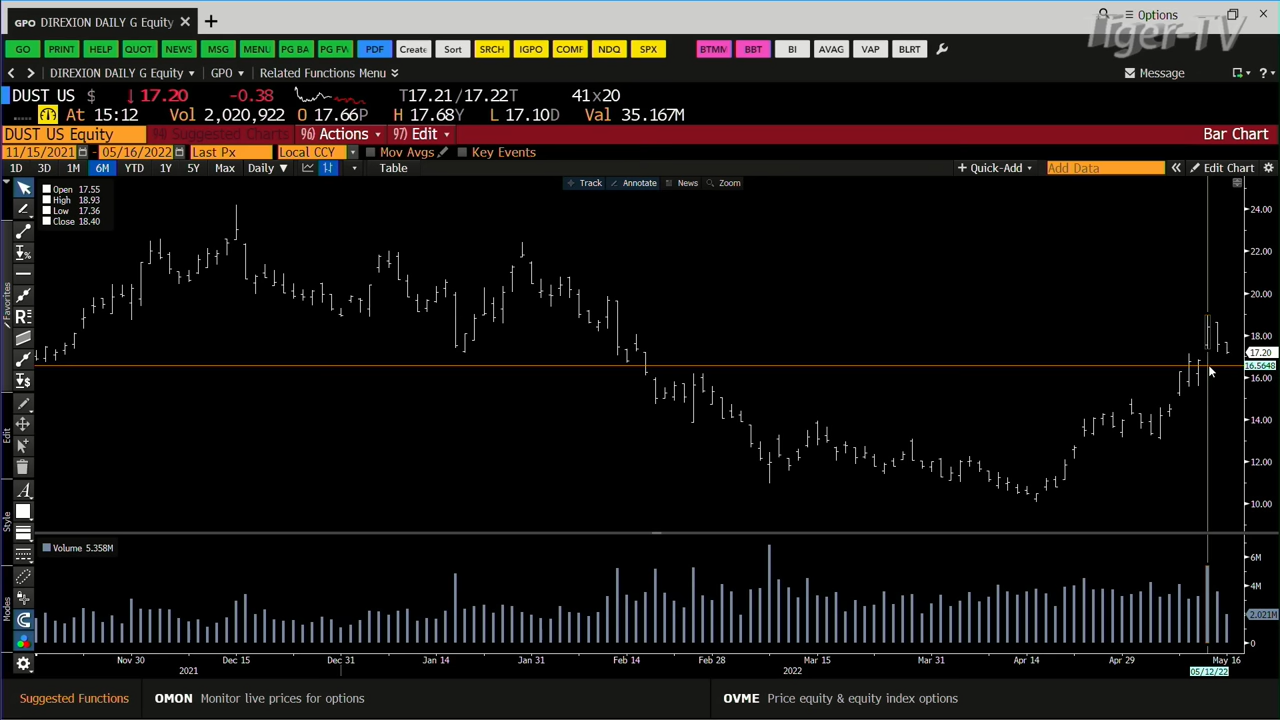 GPO DIREXION DAILY G Equity × +
Options
Tiger-TV
GO PRINT HELP QUOT NEWS MSG MENU PG BA PG FW PDF Create Sort SRCH IGPO COMF NDQ SPX BTMM BBT BI AVAG VAP BLRT
DIREXION DAILY G Equity GPO Related Functions Menu Message ?
DUST US $ ↓17.20 -0.38 T17.21/17.22T 41x20
At 15:12 Vol 2,020,922 O 17.66P H 17.68Y L 17.10D Val 35.167M
DUST US Equity 94) Suggested Charts 96) Actions 97) Edit Bar Chart
11/15/2021 - 05/16/2022 Last Px Local CCY Mov Avgs Key Events
1D 3D 1M 6M YTD 1Y 5Y Max Daily ▼ Table + Quick-Add Add Data « Edit Chart
Track Annotate News Zoom
Open 17.55
High 18.93
Low 17.36
Close 18.40
24.00
22.00
20.00
18.00
17.20
16.5648
16.00
14.00
12.00
10.00
Favorites
Edit
Style
Modes
Volume 5.358M
6M
4M
2.021M
0
Nov 30 Dec 15 Dec 31 Jan 14 Jan 31 Feb 14 Feb 28 Mar 15 Mar 31 Apr 14 Apr 29 May 16
2021 2022 05/12/22
Suggested Functions OMON Monitor live prices for options OVME Price equity & equity index options